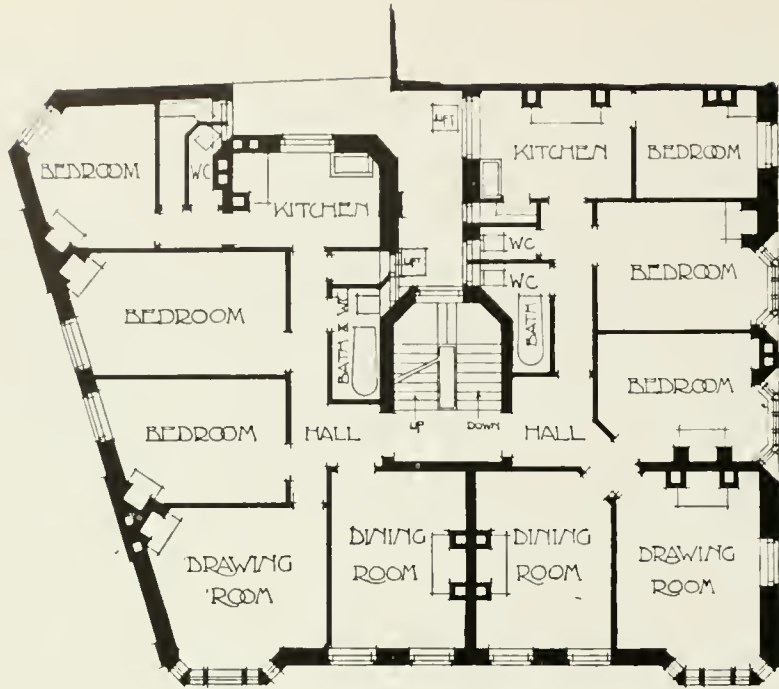 LIFT
BEDROOM
WC
KITCHEN
KITCHEN
BEDROOM
WC
LIFT
WC
BEDROOM
BEDROOM
BATH & WC
BATH
BEDROOM
BEDROOM
HALL
UP
DOWN
HALL
DRAWING
ROOM
DINING
ROOM
DINING
ROOM
DRAWING
ROOM